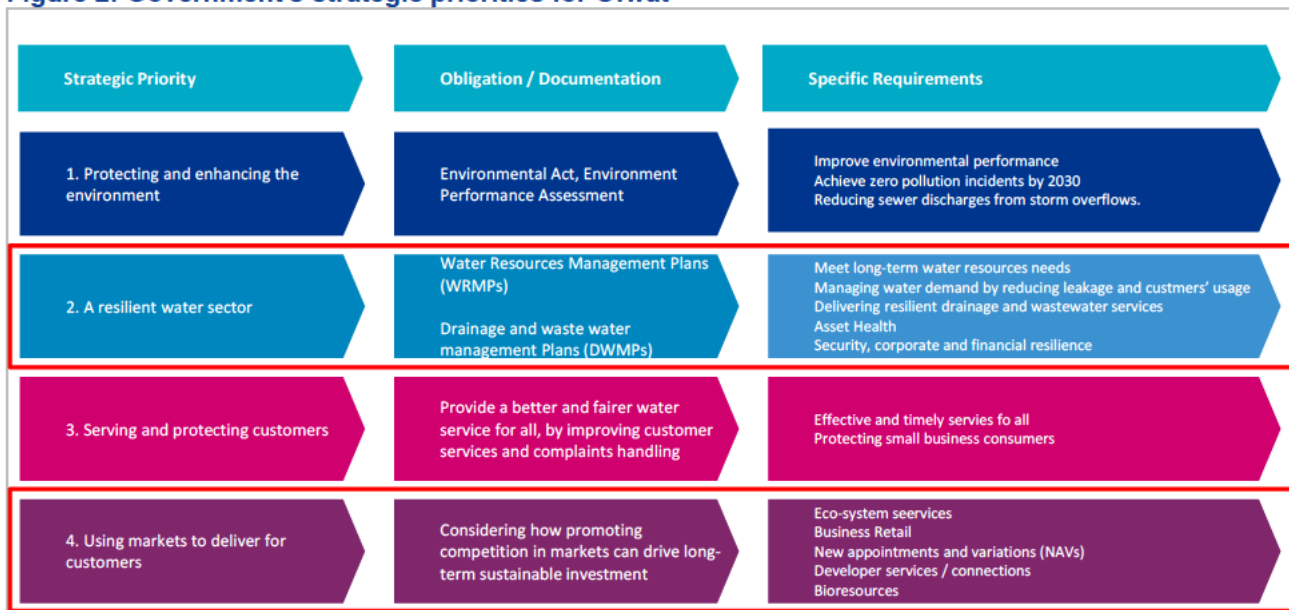 Figure 2: Government's strategic priorities for Ofwat
Strategic Priority
Obligation / Documentation
Specific Requirements
1. Protecting and enhancing the
environment
Environmental Act, Environment
Performance Assessment
Improve environmental performance
Achieve zero pollution incidents by 2030
Reducing sewer discharges from storm overflows.
2. A resilient water sector
Water Resources Management Plans
(WRMPs)
Drainage and waste water
management Plans (DWMPs)
Meet long-term water resources needs
Managing water demand by reducing leakage and custmers' usage
Delivering resilient drainage and wastewater services
Asset Health
Security, corporate and financial resilience
3. Serving and protecting customers
Provide a better and fairer water
service for all, by improving customer
services and complaints handling
Effective and timely servies fo all
Protecting small business consumers
4. Using markets to deliver for
customers
Considering how promoting
competition in markets can drive long-
term sustainable investment
Eco-system seervices
Business Retail
New appointments and variations (NAVs)
Developer services / connections
Bioresources